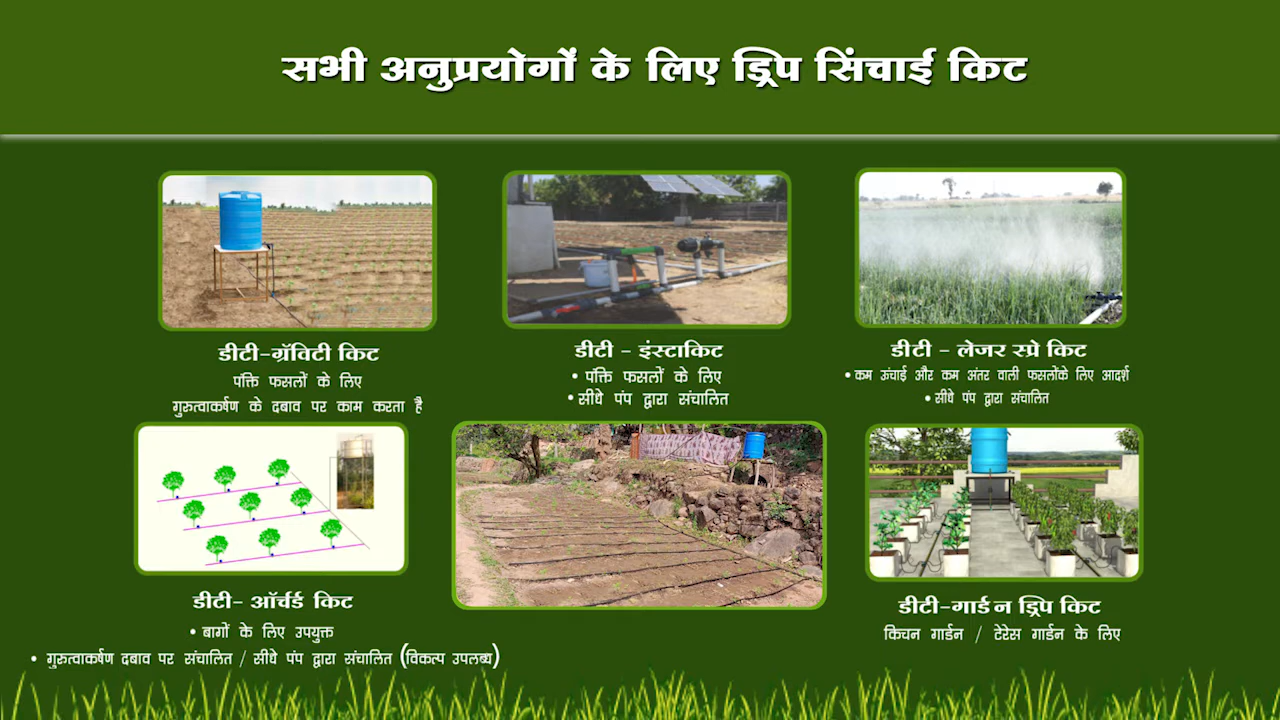 सभी अनुप्रयोगों के लिए ड्रिप सिंचाई किट
डीटी-ग्रॅविटी किट
पंक्ति फसलों के लिए
गुरुत्वाकर्षण के दबाव पर काम करता है
डीटी - इंस्टाकिट
• पंक्ति फसलों के लिए
• सीधे पंप द्वारा संचालित
डीटी - लेजर स्प्रे किट
• कम ऊंचाई और कम अंतर वाली फसलोंके लिए आदर्श
• सीधे पंप द्वारा संचालित
डीटी- ऑर्चर्ड किट
• बागों के लिए उपयुक्त
• गुरुत्वाकर्षण दबाव पर संचालित / सीधे पंप द्वारा संचालित (विकल्प उपलब्ध)
डीटी-गार्डन ड्रिप किट
किचन गार्डन / टेरेस गार्डन के लिए